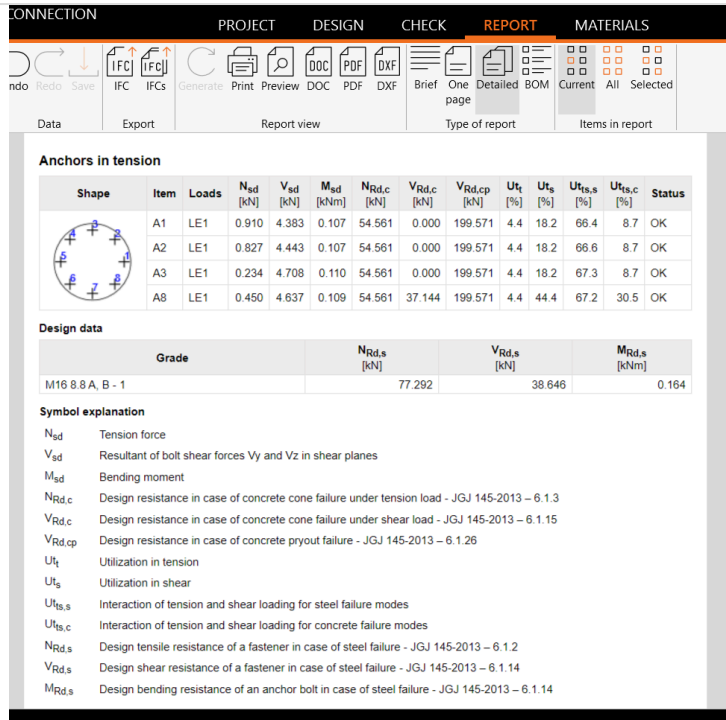 CONNECTION
PROJECT DESIGN CHECK REPORT MATERIALS
IFC IFC DOC PDF DXF
ndo Redo Save IFC IFCs Generate Print Preview DOC PDF DXF Brief One page Detailed BOM Current All Selected
Data Export Report view Type of report Items in report
Anchors in tension
Shape Item Loads Nsd [kN] Vsd [kN] Msd [kNm] NRd,c [kN] VRd,c [kN] VRd,cp [kN] Utt [%] Uts [%] Utts,s [%] Utts,c [%] Status
1 2 3 4 5 6 7 8
A1 LE1 0.910 4.383 0.107 54.561 0.000 199.571 4.4 18.2 66.4 8.7 OK
A2 LE1 0.827 4.443 0.107 54.561 0.000 199.571 4.4 18.2 66.6 8.7 OK
A3 LE1 0.234 4.708 0.110 54.561 0.000 199.571 4.4 18.2 67.3 8.7 OK
A8 LE1 0.450 4.637 0.109 54.561 37.144 199.571 4.4 44.4 67.2 30.5 OK
Design data
Grade NRd,s [kN] VRd,s [kN] MRd,s [kNm]
M16 8.8 A, B - 1 77.292 38.646 0.164
Symbol explanation
Nsd Tension force
Vsd Resultant of bolt shear forces Vy and Vz in shear planes
Msd Bending moment
NRd,c Design resistance in case of concrete cone failure under tension load - JGJ 145-2013 – 6.1.3
VRd,c Design resistance in case of concrete cone failure under shear load - JGJ 145-2013 – 6.1.15
VRd,cp Design resistance in case of concrete pryout failure - JGJ 145-2013 – 6.1.26
Utt Utilization in tension
Uts Utilization in shear
Utts,s Interaction of tension and shear loading for steel failure modes
Utts,c Interaction of tension and shear loading for concrete failure modes
NRd,s Design tensile resistance of a fastener in case of steel failure - JGJ 145-2013 – 6.1.2
VRd,s Design shear resistance of a fastener in case of steel failure - JGJ 145-2013 – 6.1.14
MRd,s Design bending resistance of an anchor bolt in case of steel failure - JGJ 145-2013 – 6.1.14